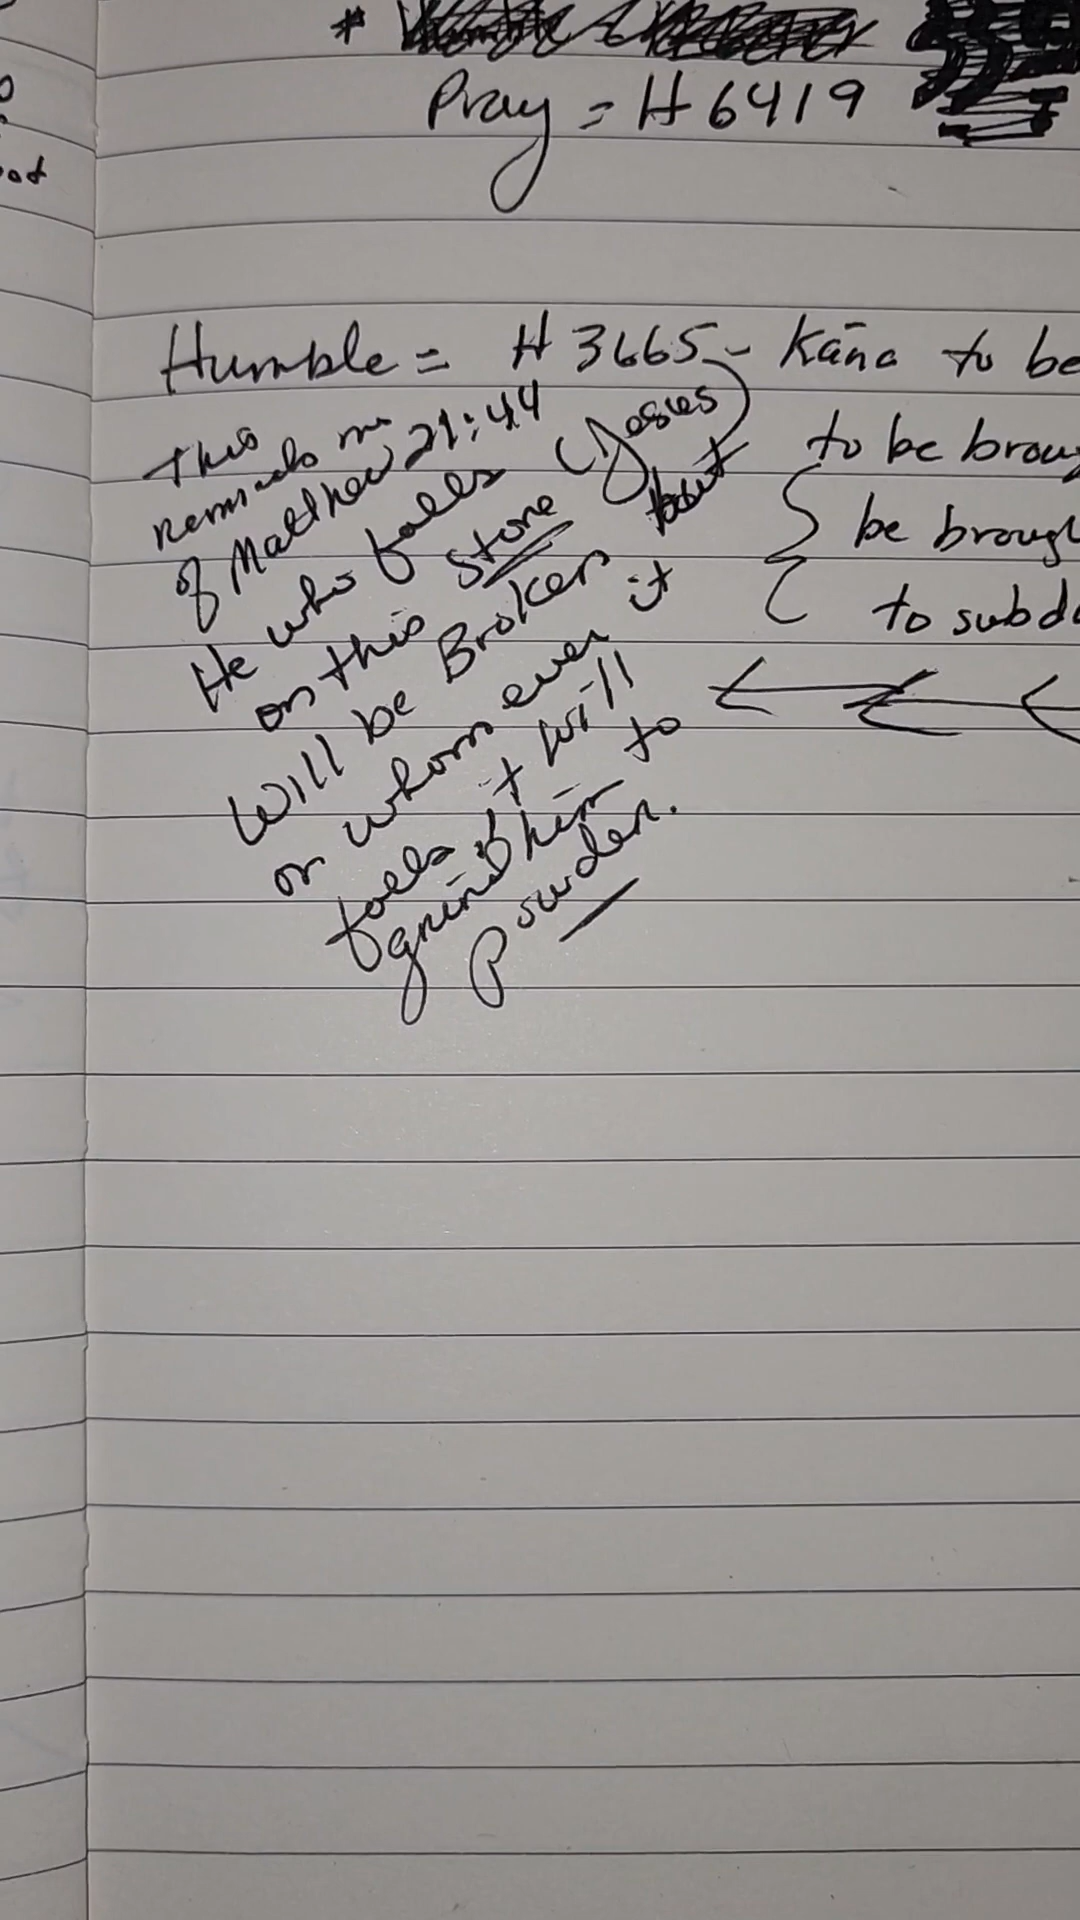 *
Pray = H6419
Humble = H3665 - Kāna to be
to be broug
be brough
to subd
This
reminds me
of Matthew 21:44
He who falls
on this Stone (Jesus)
will be Broken but
on whom ever it
falls it will
grind him to
Powder.